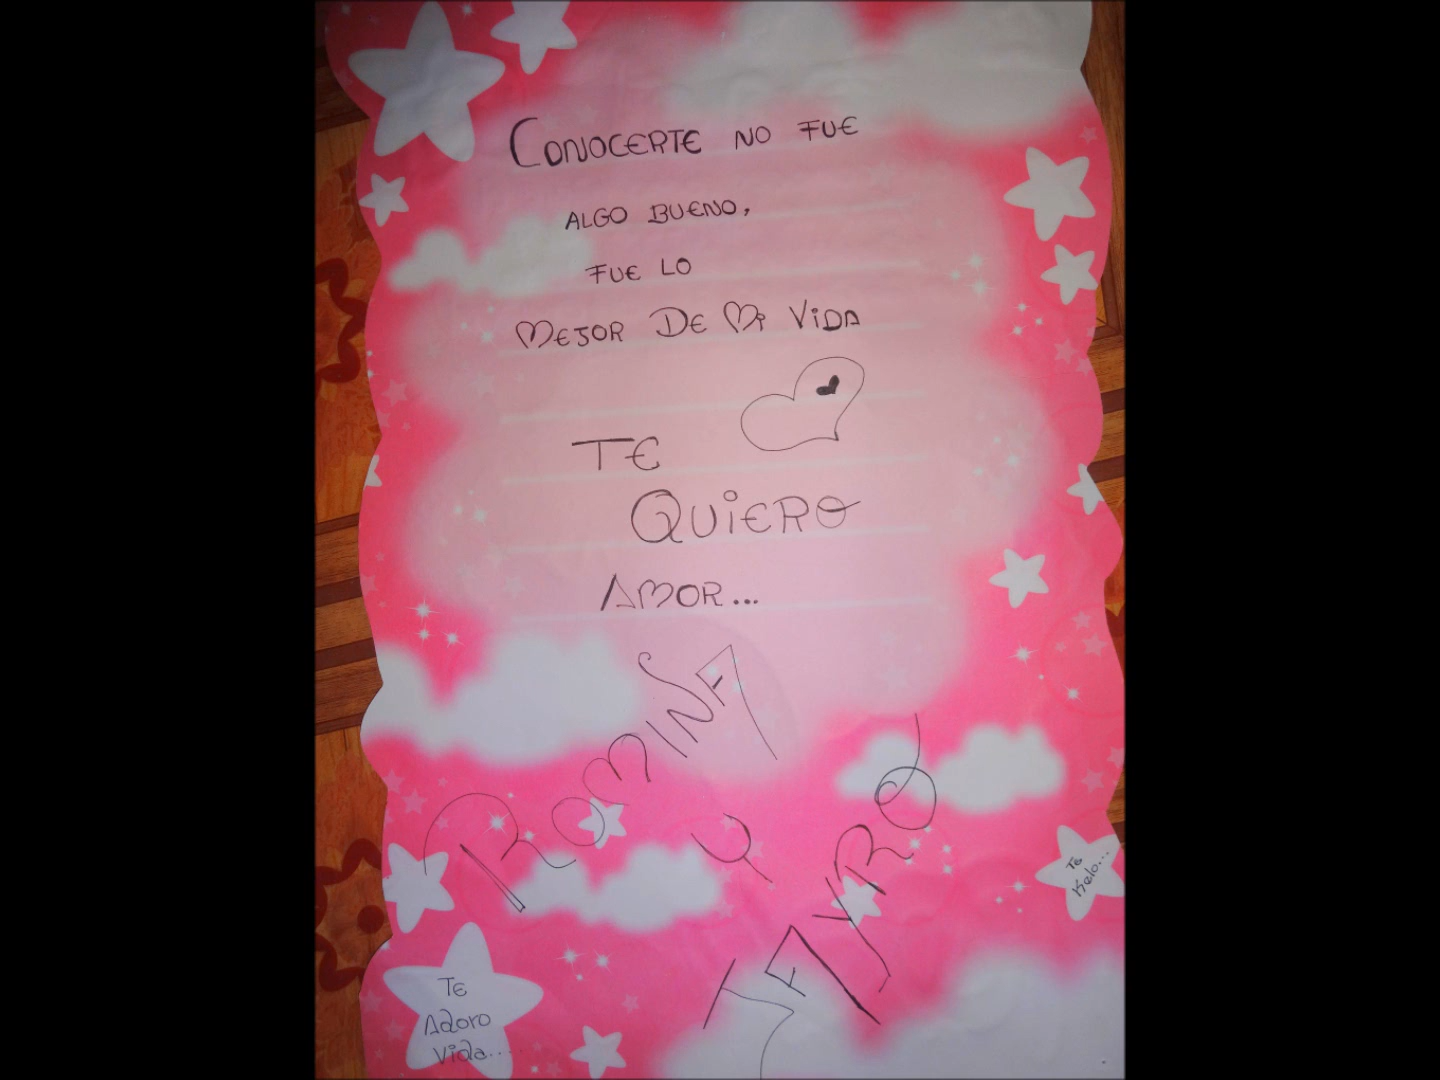 CONOCERTE NO FUE
ALGO BUENO,
FUE LO
MEJOR DE Mi ViDA
TE
QUiERO
AMOR...
ROMINA
Y
TE
Kelo...
TE
Adoro
Vida....